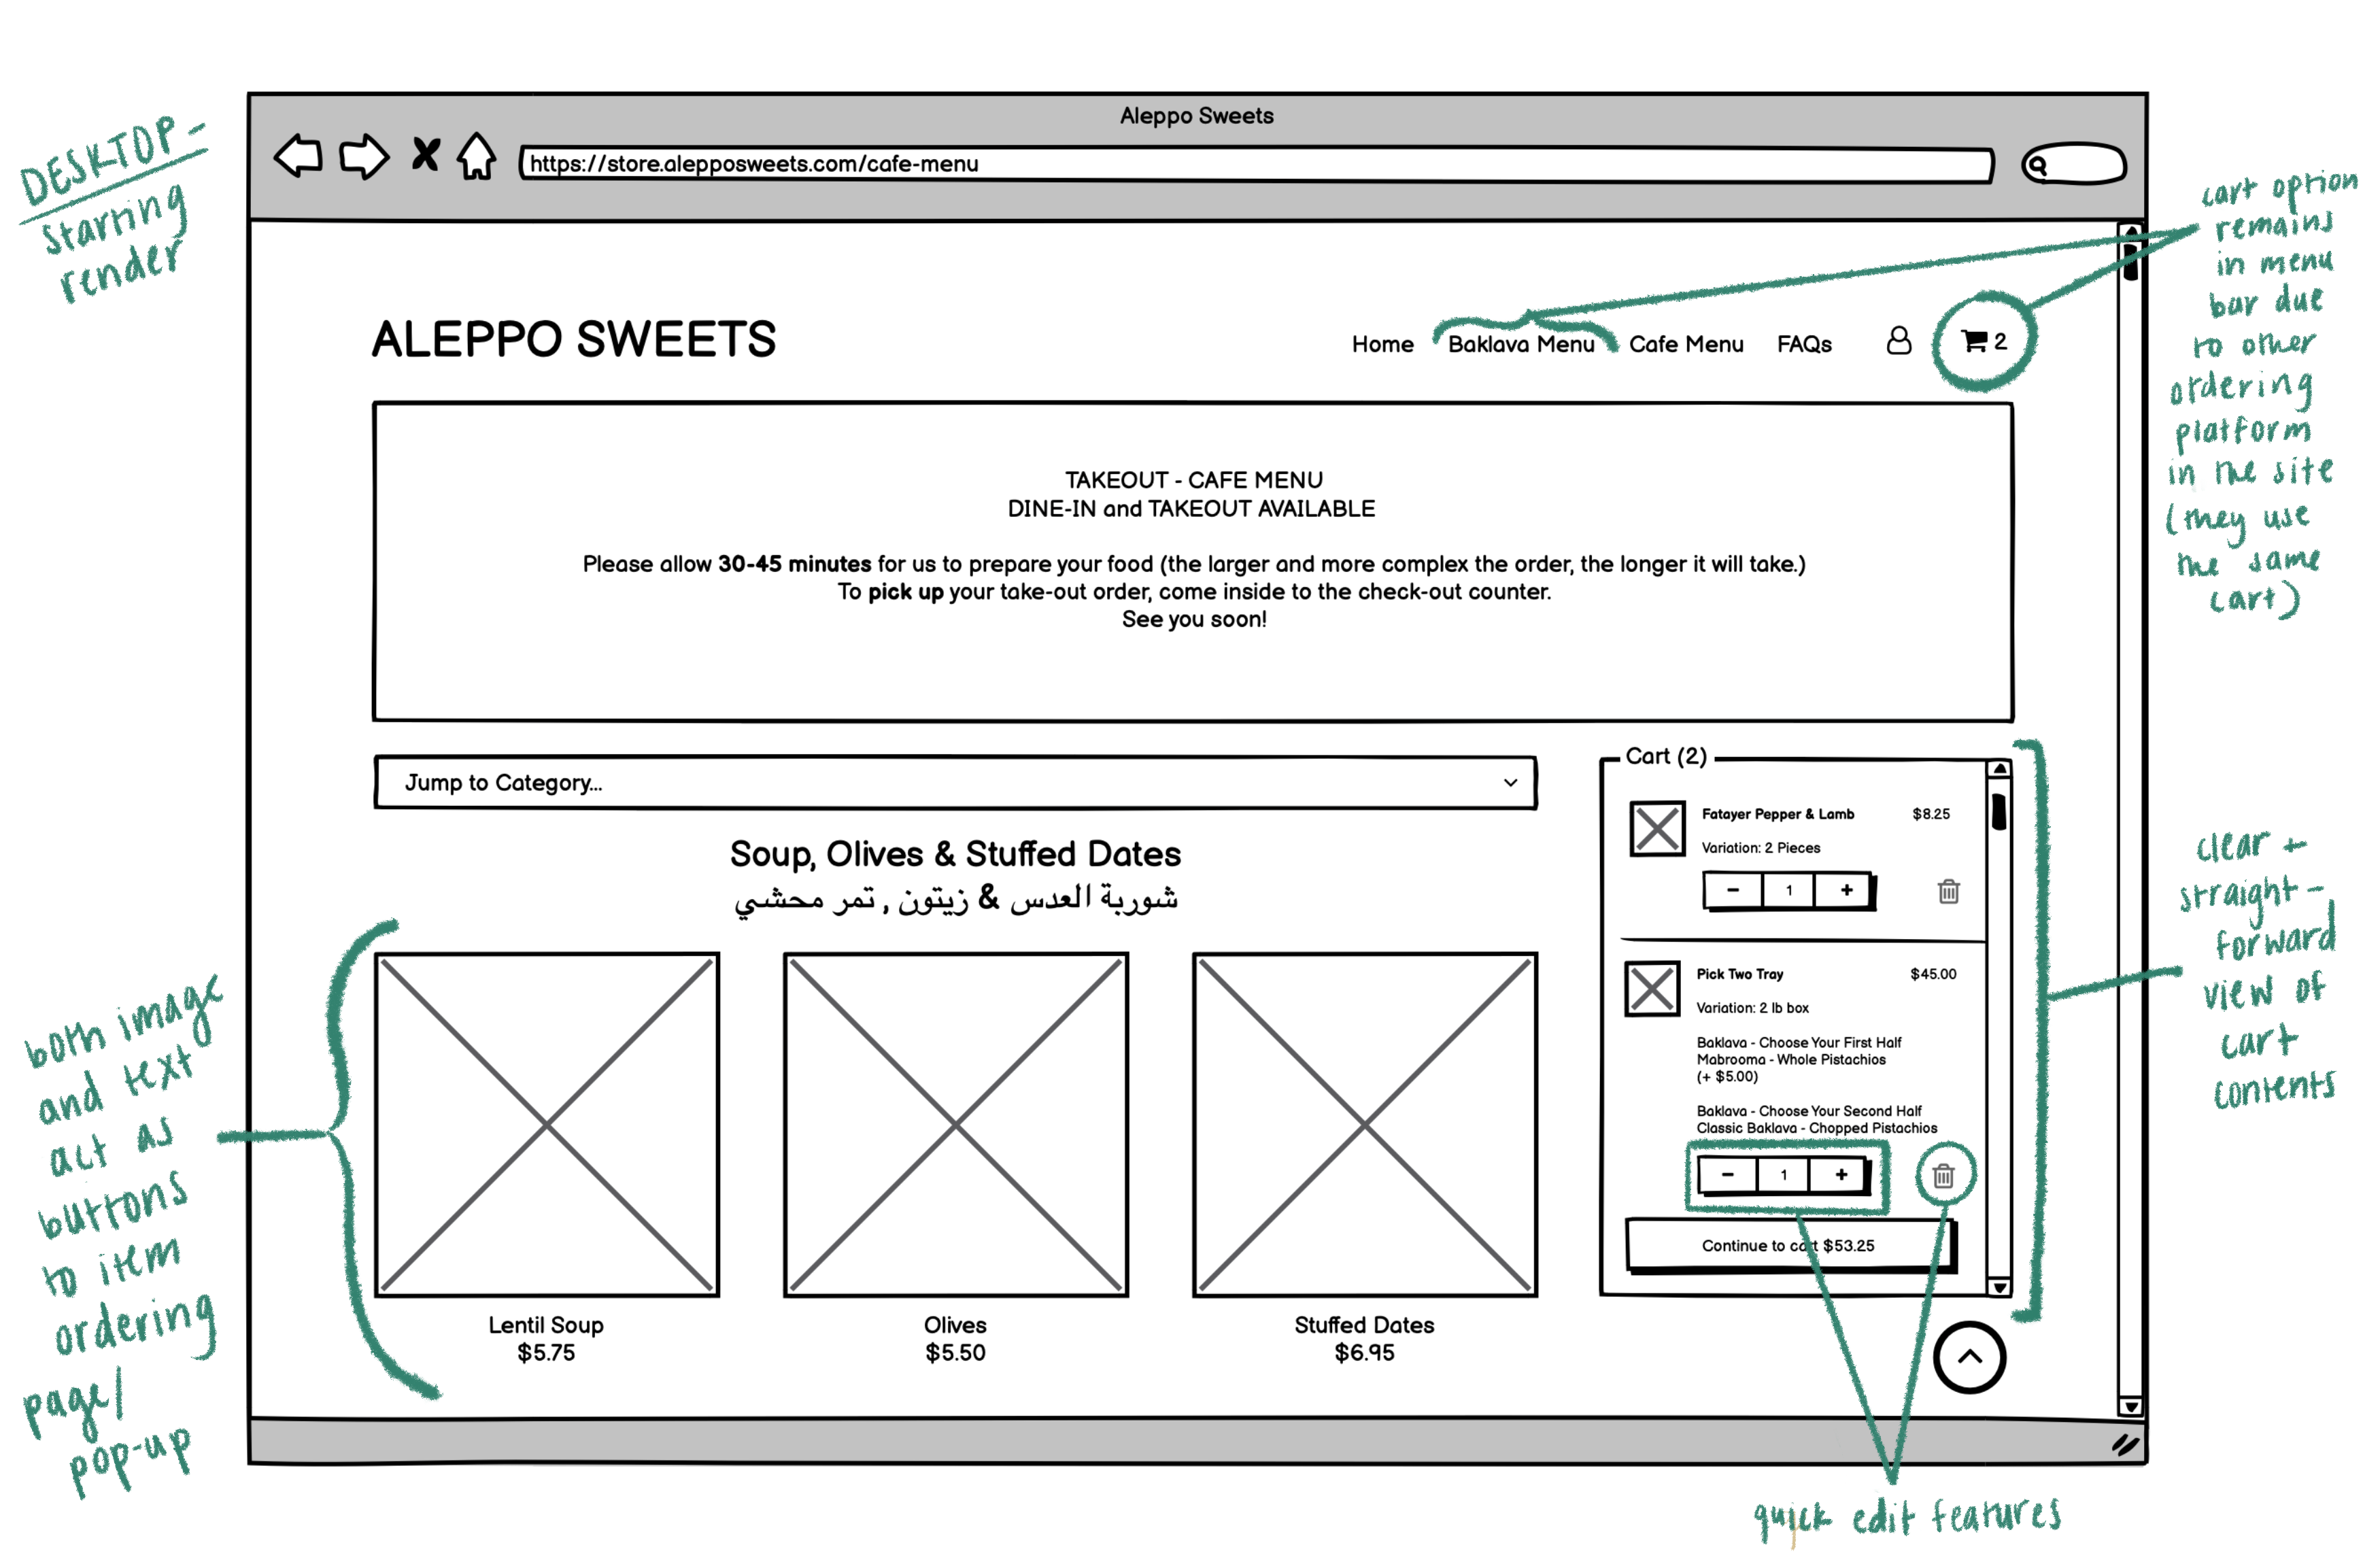 DESKTOP-
starting
render
Aleppo Sweets
https://store.alepposweets.com/cafe-menu
cart option
remains
in menu
bar due
to other
ordering
platform
in the site
(they use
the same
cart)
ALEPPO SWEETS
Home Baklava Menu Cafe Menu FAQs 2
TAKEOUT - CAFE MENU
DINE-IN and TAKEOUT AVAILABLE
Please allow 30-45 minutes for us to prepare your food (the larger and more complex the order, the longer it will take.)
To pick up your take-out order, come inside to the check-out counter.
See you soon!
Jump to Category...
Soup, Olives & Stuffed Dates
شوربة العدس & زيتون , تمر محشي
both image
and text
act as
buttons
to item
ordering
page/
pop-up
Lentil Soup
$5.75
Olives
$5.50
Stuffed Dates
$6.95
Cart (2)
Fatayer Pepper & Lamb $8.25
Variation: 2 Pieces
- 1 +
Pick Two Tray $45.00
Variation: 2 lb box
Baklava - Choose Your First Half
Mabrooma - Whole Pistachios
(+ $5.00)
Baklava - Choose Your Second Half
Classic Baklava - Chopped Pistachios
- 1 +
Continue to cart $53.25
clear +
straight-
forward
view of
cart
contents
quick edit features